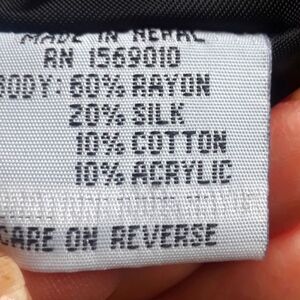 MADE IN NEPAL
RN 1569010
BODY: 60% RAYON
20% SILK
10% COTTON
10% ACRYLIC
CARE ON REVERSE